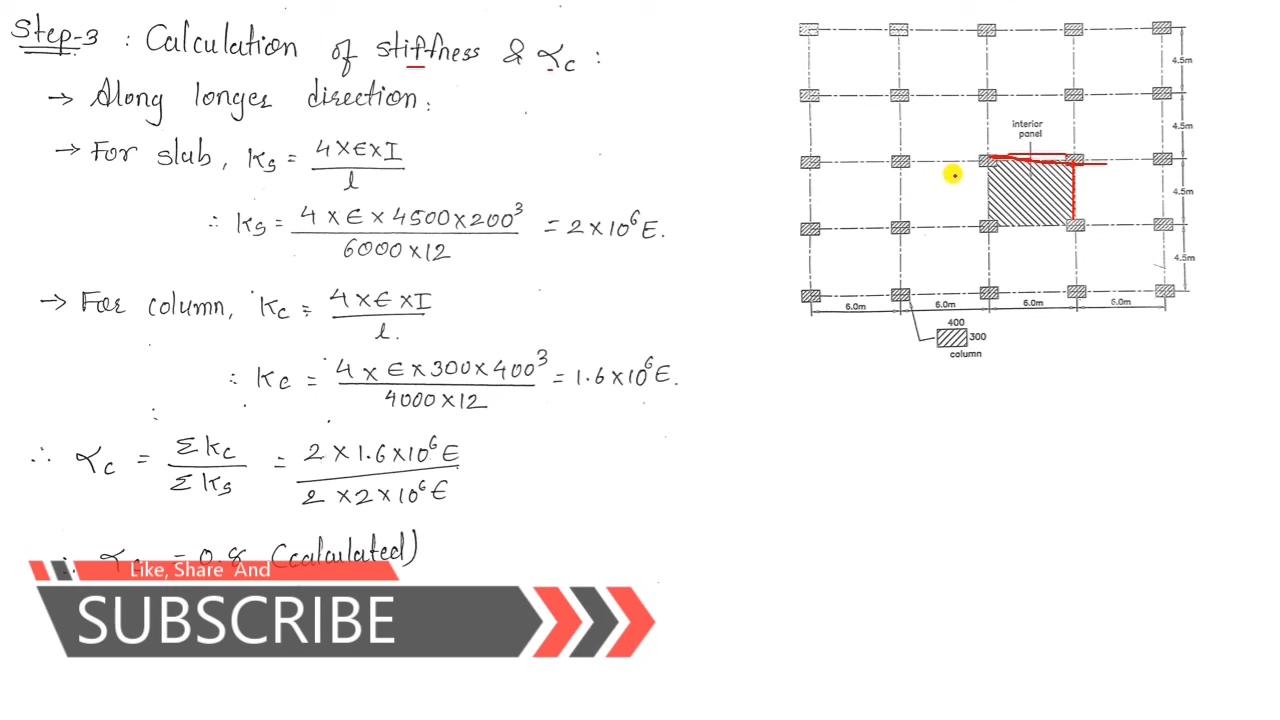 Step-3 : Calculation of stiffness & αc :
→ Along longer direction.
→ For slab, Ks = 4×E×I / l
∴ Ks = 4×E×4500×200³ / 6000×12 = 2×10⁶E.
→ For column, Kc = 4×E×I / l.
∴ Kc = 4×E×300×400³ / 4000×12 = 1.6×10⁶E.
∴ αc = ΣKc / ΣKs = 2×1.6×10⁶E / 2×2×10⁶E
∴ αc = 0.8 (calculated)
Like, Share And
SUBSCRIBE
4.5m
4.5m
interior
panel
4.5m
4.5m
6.0m 6.0m 6.0m 6.0m
400
300
column